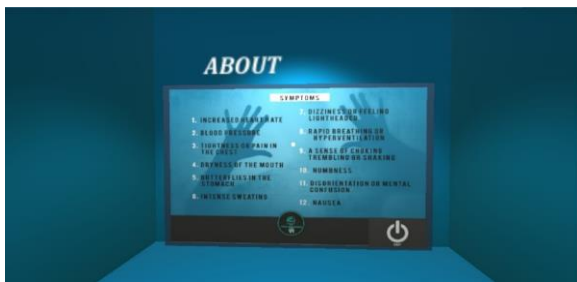 ABOUT
SYMPTOMS
1. INCREASED HEART RATE
2. BLOOD PRESSURE
3. TIGHTNESS OR PAIN IN
THE CHEST
4. DRYNESS OF THE MOUTH
5. BUTTERFLIES IN THE
STOMACH
6. INTENSE SWEATING
7. DIZZINESS OR FEELING
LIGHTHEADED
8. RAPID BREATHING OR
HYPERVENTILATION
9. A SENSE OF CHOKING
TREMBLING OR SHAKING
10. NUMBNESS
11. DISORIENTATION OR MENTAL
CONFUSION
12. NAUSEA